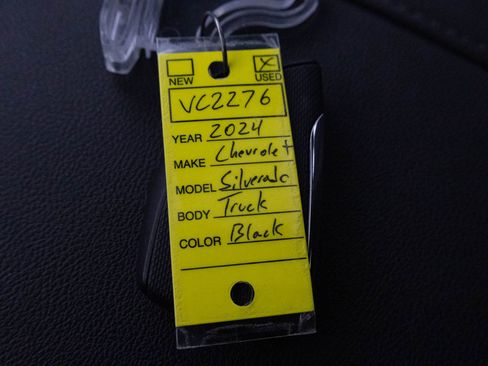 NEW USED
VC2276
YEAR 2024
MAKE Chevrolet
MODEL Silverado
BODY Truck
COLOR Black